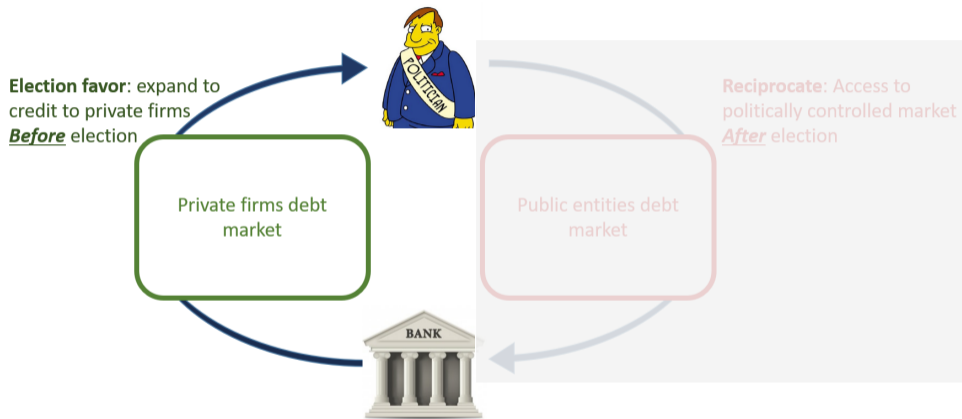 POLITICIAN
Election favor: expand to
credit to private firms
Before election
Reciprocate: Access to
politically controlled market
After election
Private firms debt
market
Public entities debt
market
BANK